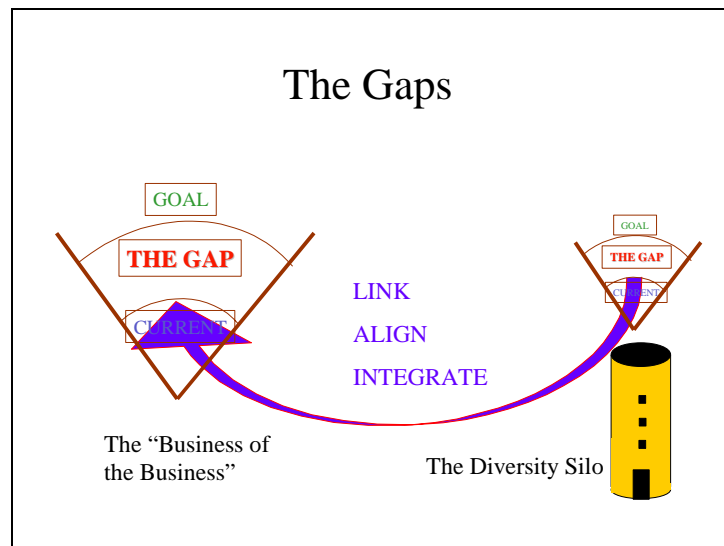 The Gaps
GOAL
THE GAP
CURRENT
GOAL
THE GAP
CURRENT
LINK
ALIGN
INTEGRATE
The “Business of
the Business”
The Diversity Silo